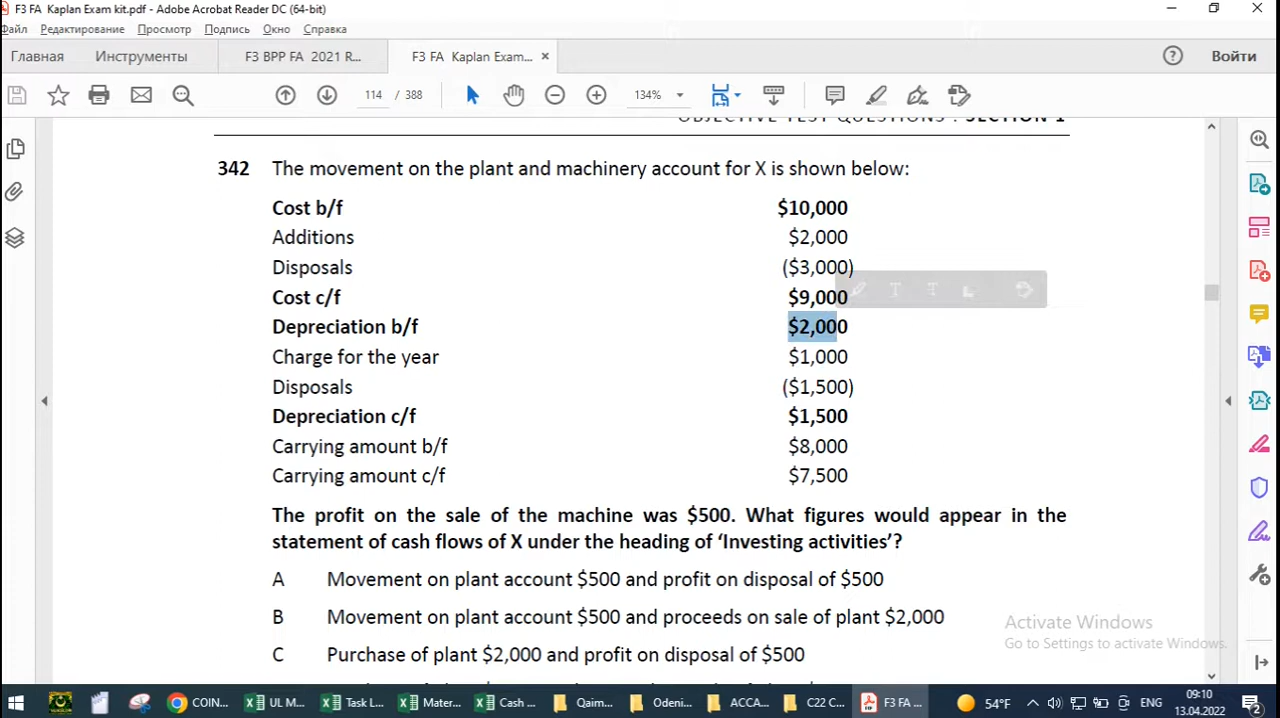 F3 FA Kaplan Exam kit.pdf - Adobe Acrobat Reader DC (64-bit)
Файл Редактирование Просмотр Подпись Окно Справка
Главная Инструменты F3 BPP FA 2021 R... F3 FA Kaplan Exam... × Войти
114 / 388 134%
OBJECTIVE TEST QUESTIONS : SECTION 1
342 The movement on the plant and machinery account for X is shown below:
Cost b/f $10,000
Additions $2,000
Disposals ($3,000)
Cost c/f $9,000
Depreciation b/f $2,000
Charge for the year $1,000
Disposals ($1,500)
Depreciation c/f $1,500
Carrying amount b/f $8,000
Carrying amount c/f $7,500
The profit on the sale of the machine was $500. What figures would appear in the
statement of cash flows of X under the heading of ‘Investing activities’?
A Movement on plant account $500 and profit on disposal of $500
B Movement on plant account $500 and proceeds on sale of plant $2,000
C Purchase of plant $2,000 and profit on disposal of $500
Activate Windows
Go to Settings to activate Windows.
COIN... UL M... Task L... Mater... Cash ... Qaim... Odeni... ACCA... C22 C... F3 FA ... 54°F ENG 09:10
13.04.2022 2